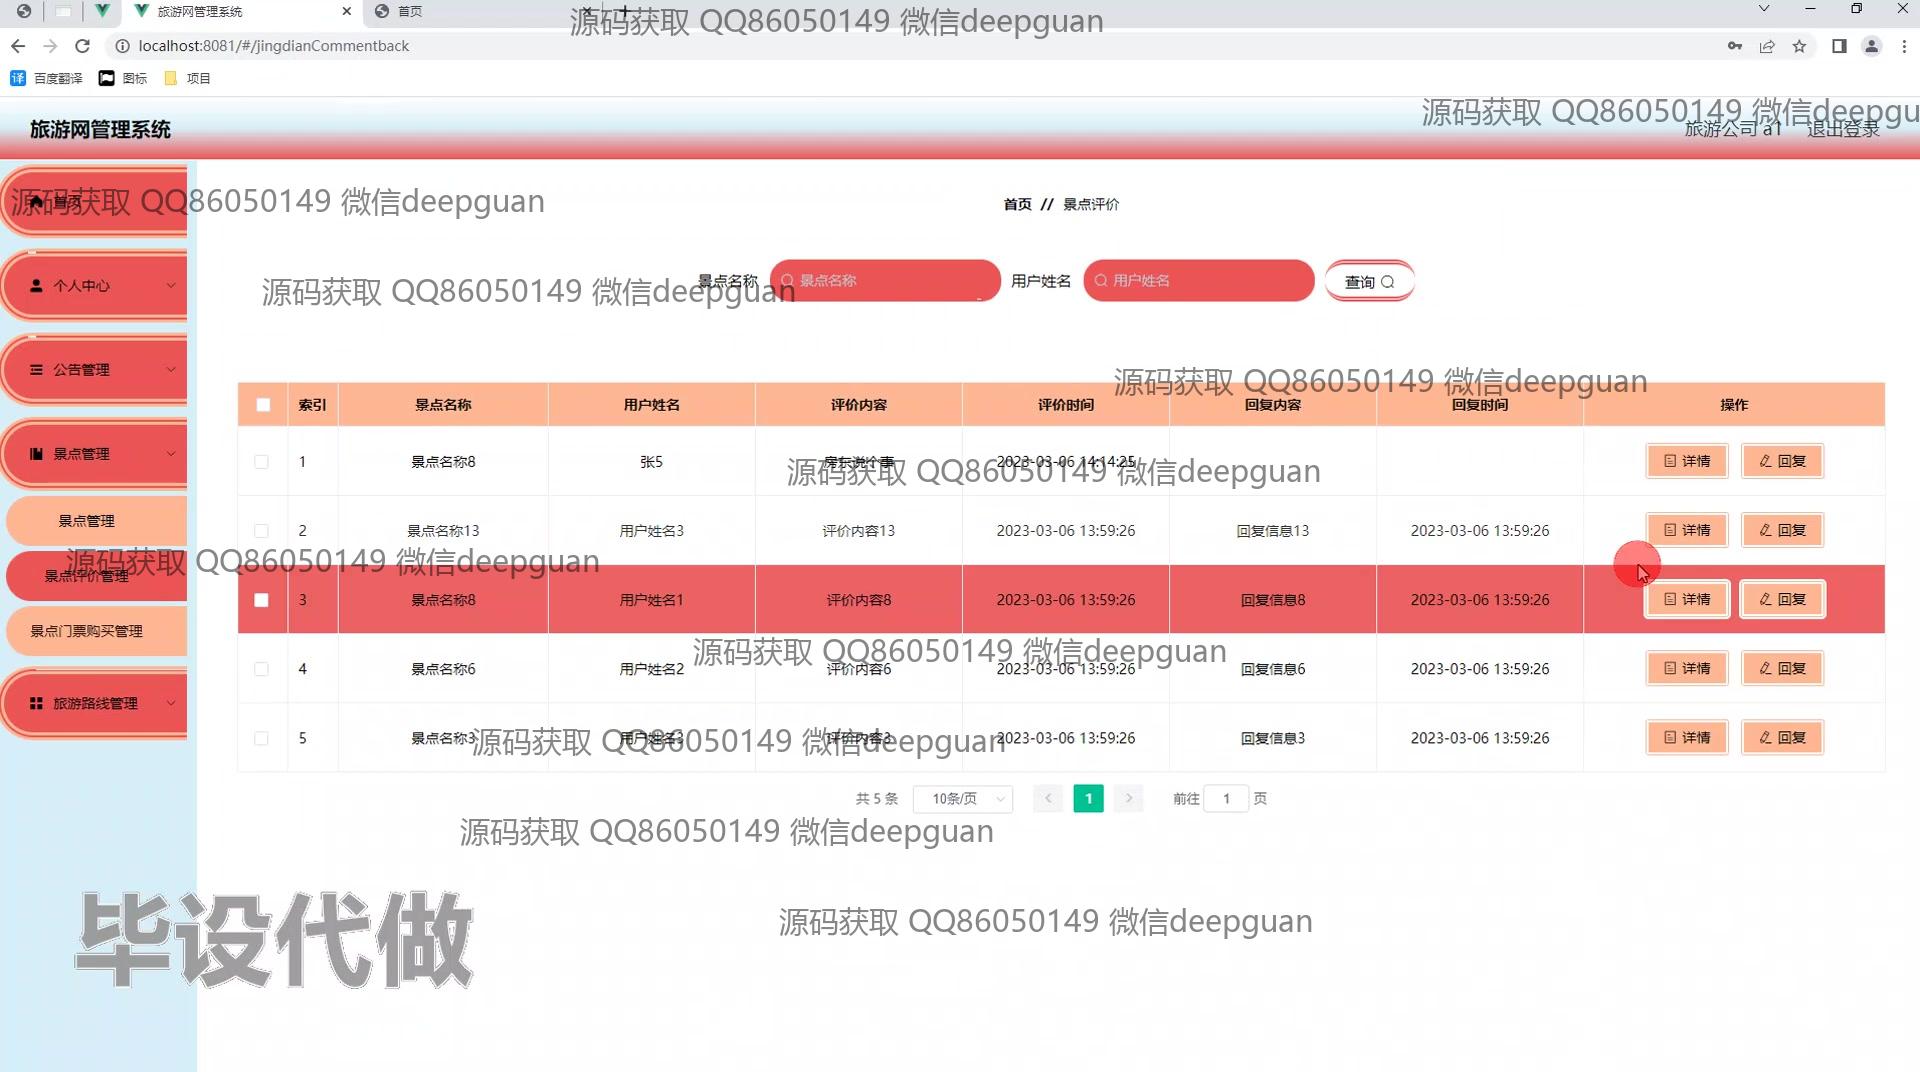 旅游网管理系统
首页
源码获取 QQ86050149 微信deepguan
localhost:8081/#/jingdianCommentback
百度翻译
图标
项目
旅游网管理系统
源码获取 QQ86050149 微信deepgu
旅游公司 a1
退出登录
首页
源码获取 QQ86050149 微信deepguan
首页 // 景点评价
个人中心
源码获取 QQ86050149 微信deepguan
景点名称
景点名称
用户姓名
用户姓名
查询
公告管理
源码获取 QQ86050149 微信deepguan
索引 景点名称 用户姓名 评价内容 评价时间 回复内容 回复时间 操作
景点管理
1 景点名称8 张5 房东说个事 2023-03-06 14:14:25 详情 回复
源码获取 QQ86050149 微信deepguan
景点管理
2 景点名称13 用户姓名3 评价内容13 2023-03-06 13:59:26 回复信息13 2023-03-06 13:59:26 详情 回复
源码获取 QQ86050149 微信deepguan
景点评价管理
3 景点名称8 用户姓名1 评价内容8 2023-03-06 13:59:26 回复信息8 2023-03-06 13:59:26 详情 回复
景点门票购买管理
源码获取 QQ86050149 微信deepguan
4 景点名称6 用户姓名2 评价内容6 2023-03-06 13:59:26 回复信息6 2023-03-06 13:59:26 详情 回复
旅游路线管理
5 景点名称3 用户姓名3 评价内容3 2023-03-06 13:59:26 回复信息3 2023-03-06 13:59:26 详情 回复
源码获取 QQ86050149 微信deepguan
共 5 条 10条/页 1 前往 1 页
源码获取 QQ86050149 微信deepguan
源码获取 QQ86050149 微信deepguan
毕设代做